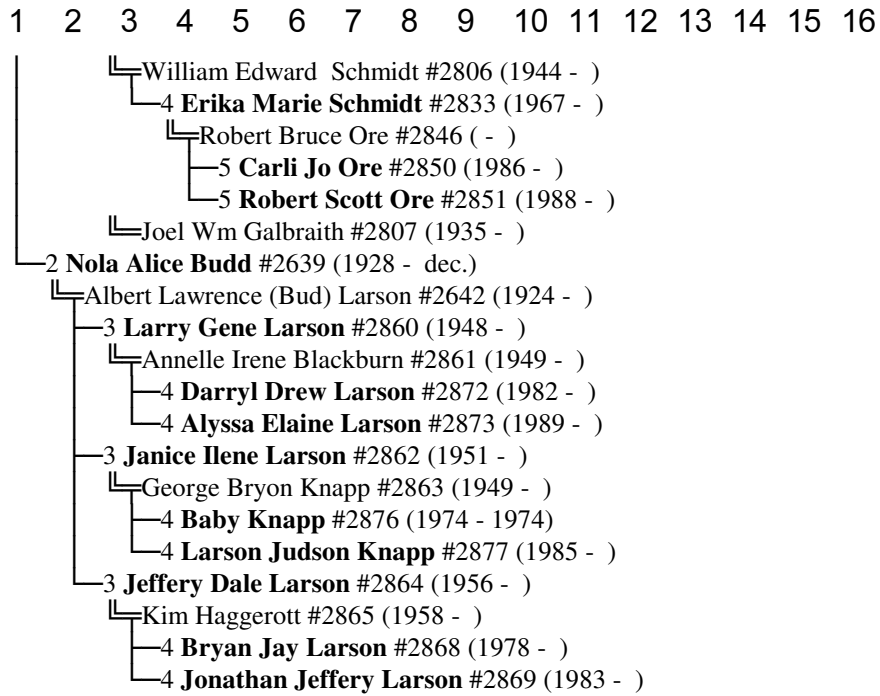 1 2 3 4 5 6 7 8 9 10 11 12 13 14 15 16
William Edward  Schmidt #2806 (1944 -  )
4 Erika Marie Schmidt #2833 (1967 -  )
Robert Bruce Ore #2846 ( -  )
5 Carli Jo Ore #2850 (1986 -  )
5 Robert Scott Ore #2851 (1988 -  )
Joel Wm Galbraith #2807 (1935 -  )
2 Nola Alice Budd #2639 (1928 -  dec.)
Albert Lawrence (Bud) Larson #2642 (1924 -  )
3 Larry Gene Larson #2860 (1948 -  )
Annelle Irene Blackburn #2861 (1949 -  )
4 Darryl Drew Larson #2872 (1982 -  )
4 Alyssa Elaine Larson #2873 (1989 -  )
3 Janice Ilene Larson #2862 (1951 -  )
George Bryon Knapp #2863 (1949 -  )
4 Baby Knapp #2876 (1974 - 1974)
4 Larson Judson Knapp #2877 (1985 -  )
3 Jeffery Dale Larson #2864 (1956 -  )
Kim Haggerott #2865 (1958 -  )
4 Bryan Jay Larson #2868 (1978 -  )
4 Jonathan Jeffery Larson #2869 (1983 -  )